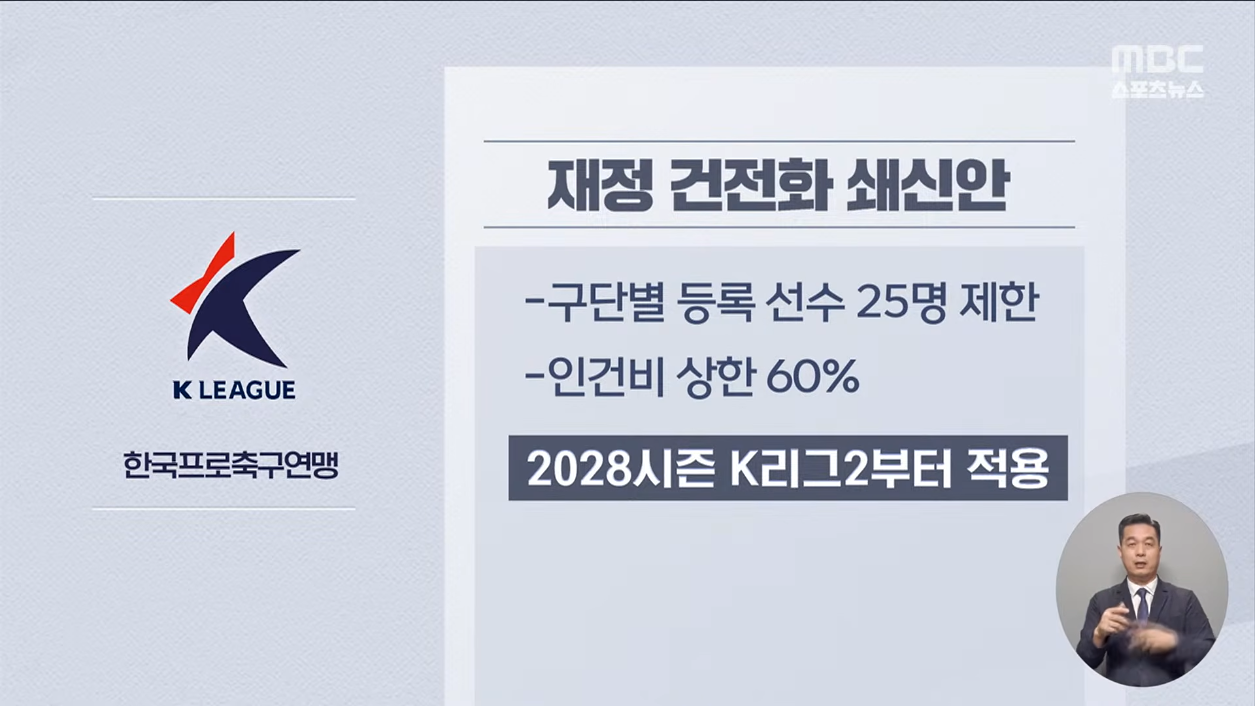 MBC
스포츠뉴스
재정 건전화 쇄신안
-구단별 등록 선수 25명 제한
-인건비 상한 60%
2028시즌 K리그2부터 적용
K LEAGUE
한국프로축구연맹